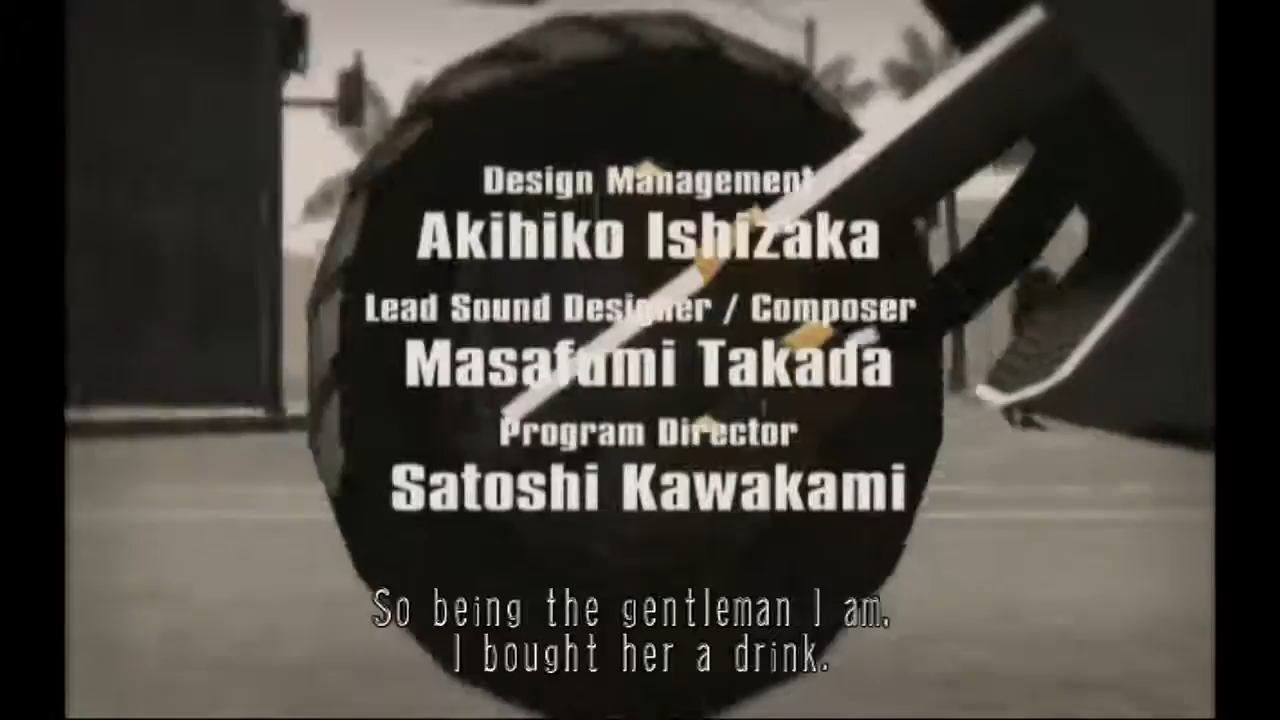 Design Management
Akihiko Ishizaka
Lead Sound Designer / Composer
Masafumi Takada
Program Director
Satoshi Kawakami
So being the gentleman I am,
I bought her a drink.